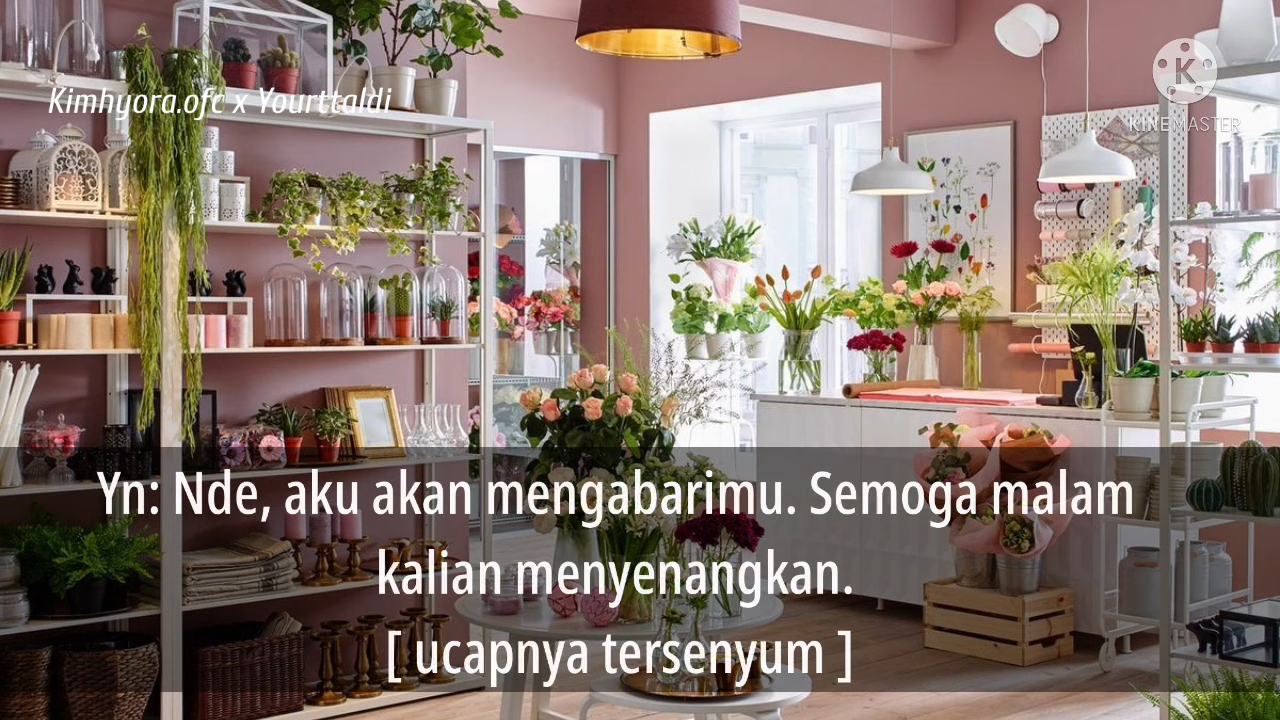 Kimhyora.ofc x Yourttaldi
K
KINEMASTER
Yn: Nde, aku akan mengabarimu. Semoga malam
kalian menyenangkan.
[ ucapnya tersenyum ]